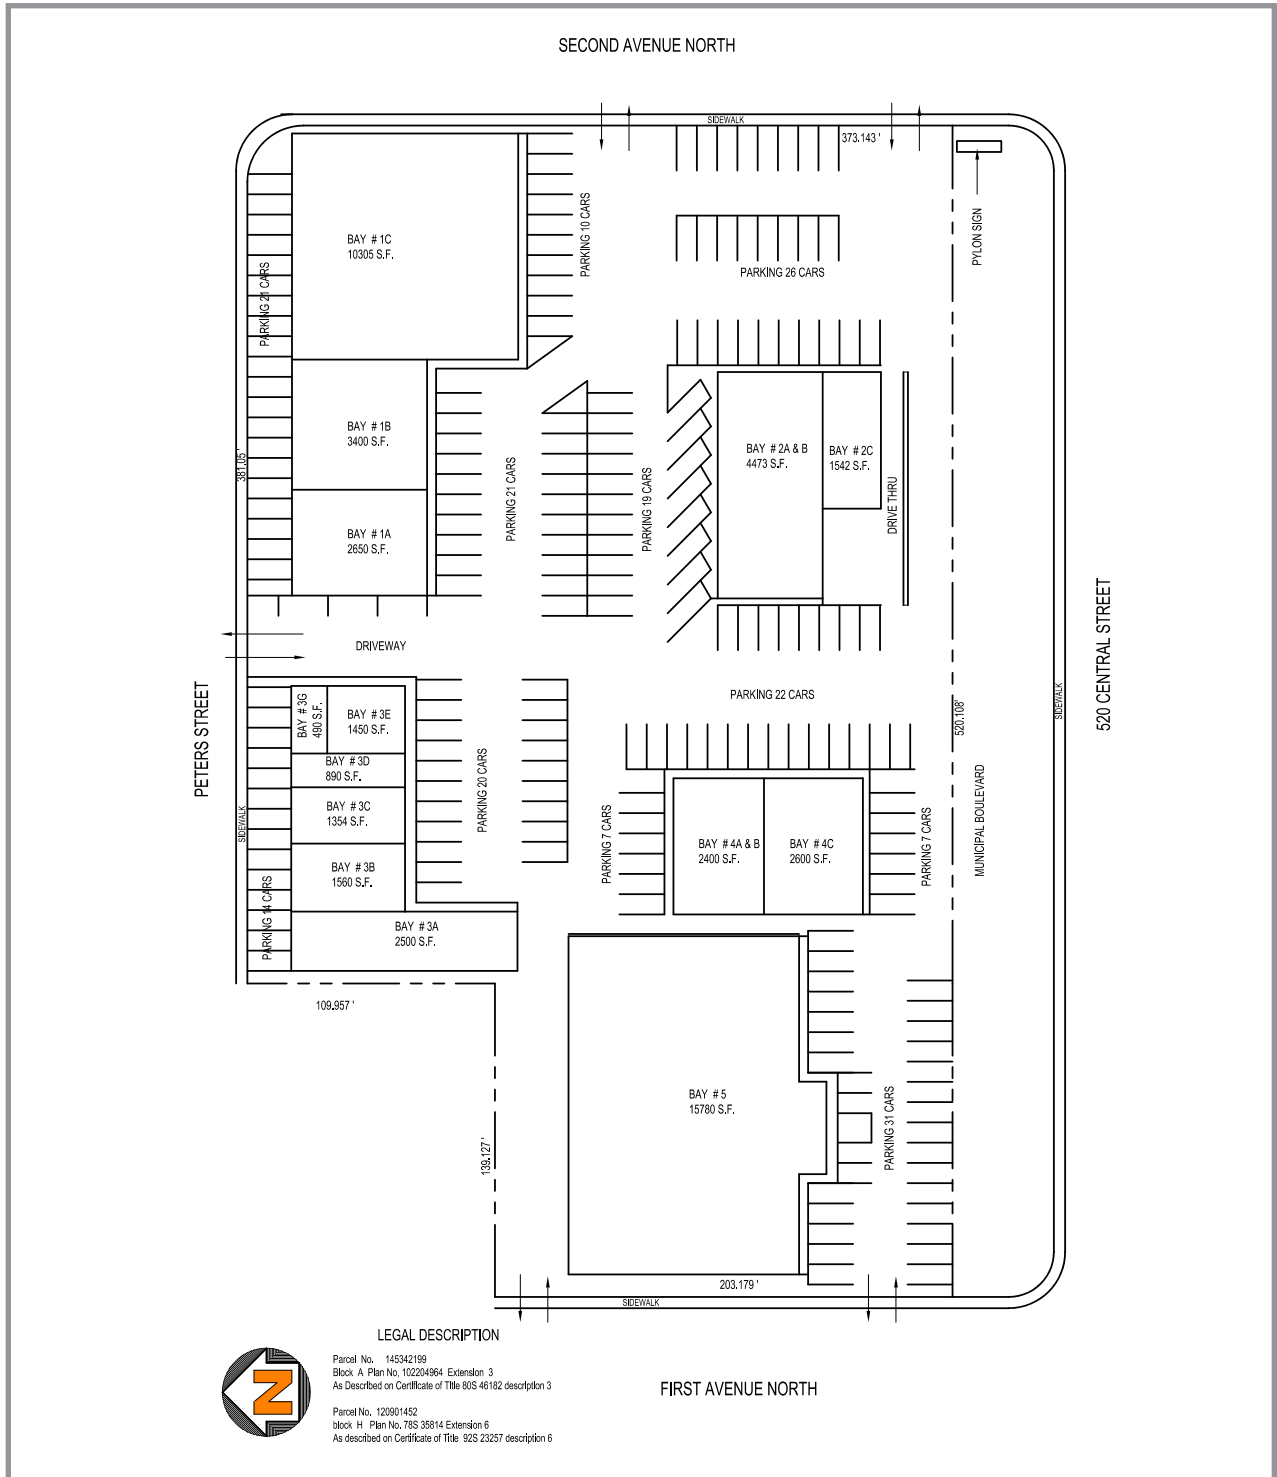 SECOND AVENUE NORTH
SIDEWALK
373.143 '
PYLON SIGN
BAY # 1C
10305 S.F.
PARKING 10 CARS
PARKING 26 CARS
PARKING 21 CARS
BAY # 1B
3400 S.F.
381.05 '
BAY # 1A
2650 S.F.
PARKING 21 CARS
PARKING 19 CARS
BAY # 2A & B
4473 S.F.
BAY # 2C
1542 S.F.
DRIVE THRU
DRIVEWAY
520 CENTRAL STREET
SIDEWALK
PETERS STREET
BAY # 3G
490 S.F.
BAY # 3E
1450 S.F.
PARKING 22 CARS
520.108'
BAY # 3D
890 S.F.
BAY # 3C
1354 S.F.
PARKING 20 CARS
SIDEWALK
BAY # 3B
1560 S.F.
PARKING 7 CARS
BAY # 4A & B
2400 S.F.
BAY # 4C
2600 S.F.
PARKING 7 CARS
MUNICIPAL BOULEVARD
PARKING 14 CARS
BAY # 3A
2500 S.F.
109.957 '
BAY # 5
15780 S.F.
PARKING 31 CARS
139.127 '
203.179 '
SIDEWALK
LEGAL DESCRIPTION
Parcel No. 145342199
Block A Plan No, 102204964 Extension 3
As Described on Certificate of Title 80S 46182 description 3
Parcel No. 120901452
block H Plan No. 78S 35814 Extension 6
As described on Certificate of Title 92S 23257 description 6
N
FIRST AVENUE NORTH